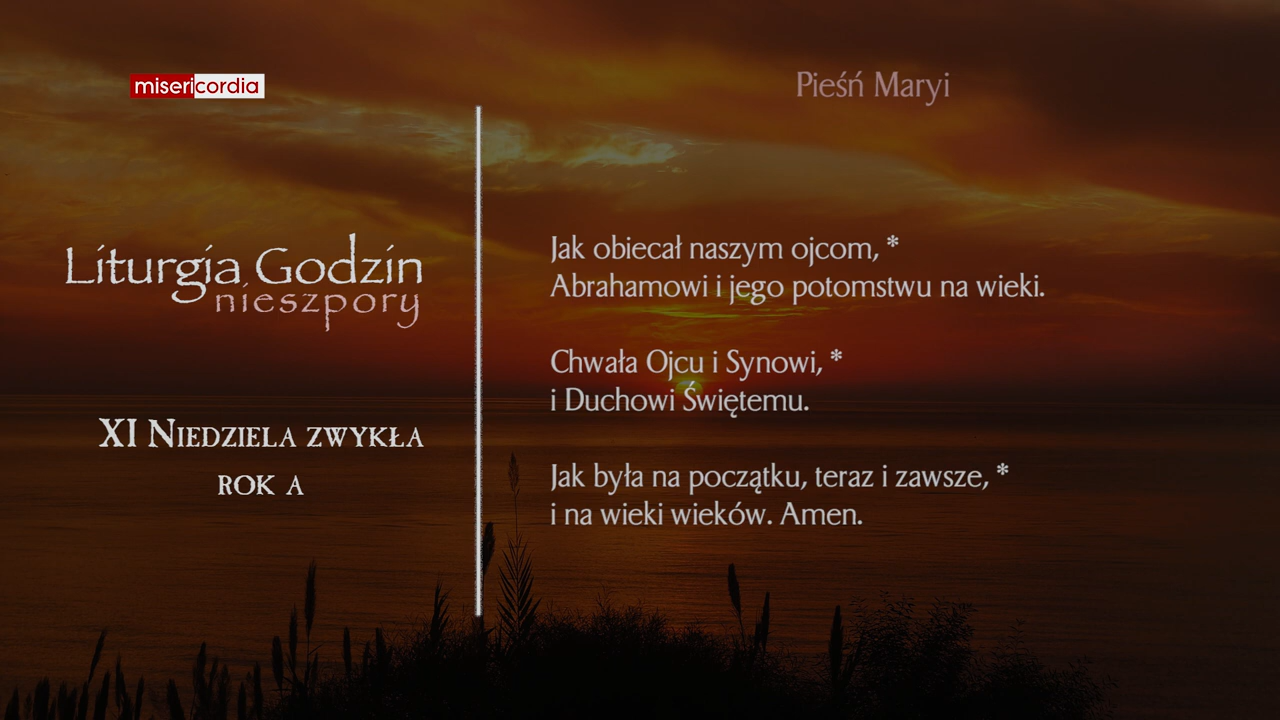 misericordia
Pieśń Maryi
Liturgia Godzin
nieszpory
XI Niedziela zwykła
rok A
Jak obiecał naszym ojcom, *
Abrahamowi i jego potomstwu na wieki.
Chwała Ojcu i Synowi, *
i Duchowi Świętemu.
Jak była na początku, teraz i zawsze, *
i na wieki wieków. Amen.